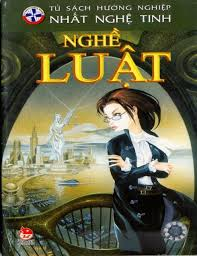 TỦ SÁCH HƯỚNG NGHIỆP
NHẤT NGHỆ TINH
NGHỀ
LUẬT